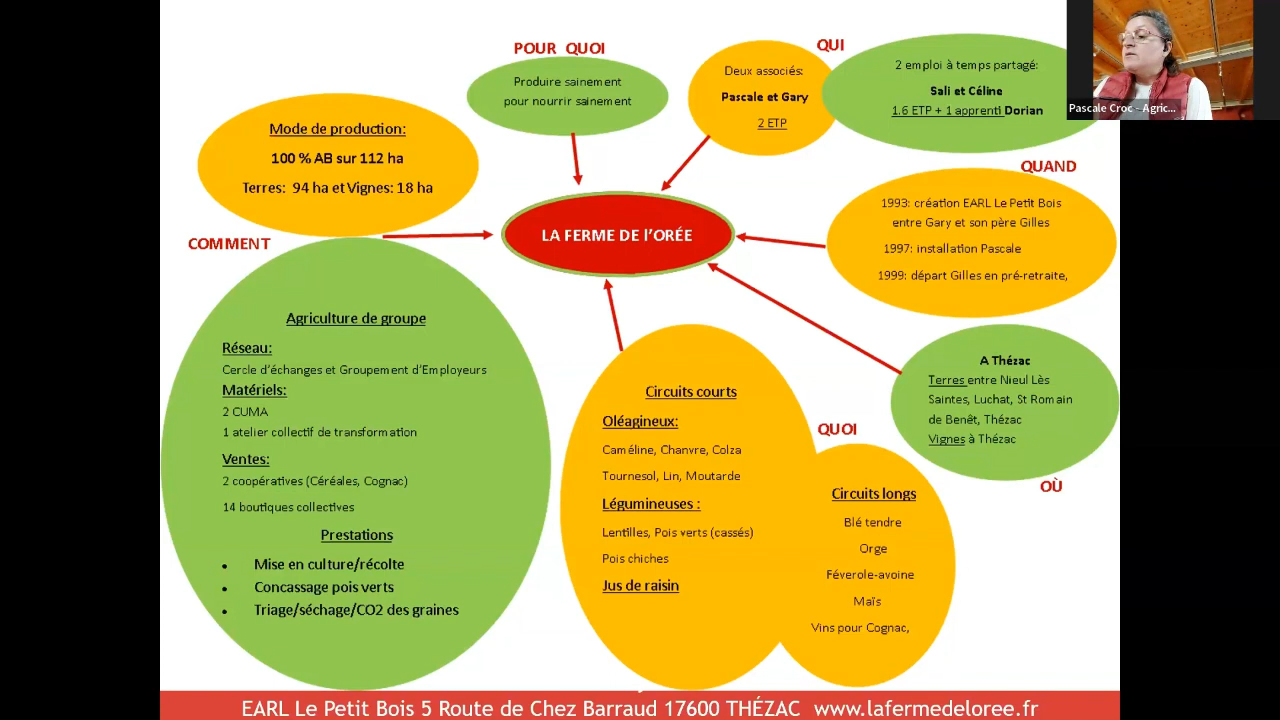 POUR QUOI
Produire sainement
pour nourrir sainement
QUI
Deux associés:
Pascale et Gary
2 ETP
2 emploi à temps partagé:
Sali et Céline
1.6 ETP + 1 apprenti Dorian
Pascale Croc - Agric...
Mode de production:
100 % AB sur 112 ha
Terres: 94 ha et Vignes: 18 ha
QUAND
1993: création EARL Le Petit Bois
entre Gary et son père Gilles
1997: installation Pascale
1999: départ Gilles en pré-retraite,
LA FERME DE l’ORÉE
COMMENT
Agriculture de groupe
Réseau:
Cercle d’échanges et Groupement d’Employeurs
Matériels:
2 CUMA
1 atelier collectif de transformation
Ventes:
2 coopératives (Céréales, Cognac)
14 boutiques collectives
Prestations
• Mise en culture/récolte
• Concassage pois verts
• Triage/séchage/CO2 des graines
Circuits courts
Oléagineux:
Caméline, Chanvre, Colza
Tournesol, Lin, Moutarde
Légumineuses :
Lentilles, Pois verts (cassés)
Pois chiches
Jus de raisin
QUOI
Circuits longs
Blé tendre
Orge
Féverole-avoine
Maïs
Vins pour Cognac,
A Thézac
Terres entre Nieul Lès
Saintes, Luchat, St Romain
de Benêt, Thézac
Vignes à Thézac
OÙ
EARL Le Petit Bois 5 Route de Chez Barraud 17600 THÉZAC www.lafermedeloree.fr